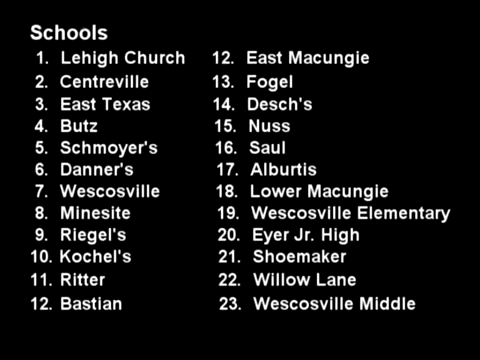 Schools
1. Lehigh Church
2. Centreville
3. East Texas
4. Butz
5. Schmoyer's
6. Danner's
7. Wescosville
8. Minesite
9. Riegel's
10. Kochel's
11. Ritter
12. Bastian
12. East Macungie
13. Fogel
14. Desch's
15. Nuss
16. Saul
17. Alburtis
18. Lower Macungie
19. Wescosville Elementary
20. Eyer Jr. High
21. Shoemaker
22. Willow Lane
23. Wescosville Middle